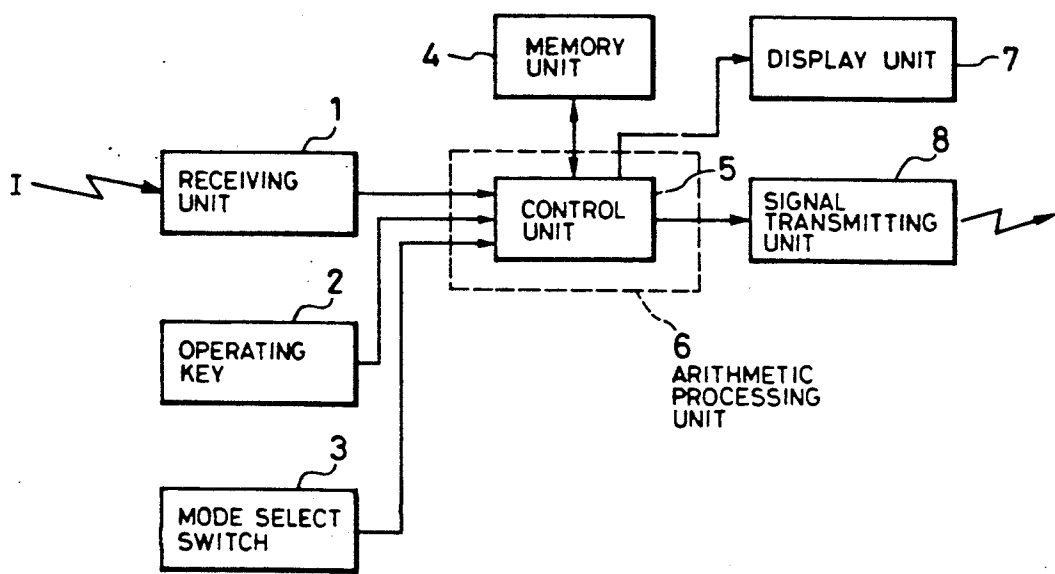 4
MEMORY
UNIT
DISPLAY UNIT
7
1
I
RECEIVING
UNIT
5
CONTROL
UNIT
8
SIGNAL
TRANSMITTING
UNIT
2
OPERATING
KEY
6
ARITHMETIC
PROCESSING
UNIT
3
MODE SELECT
SWITCH